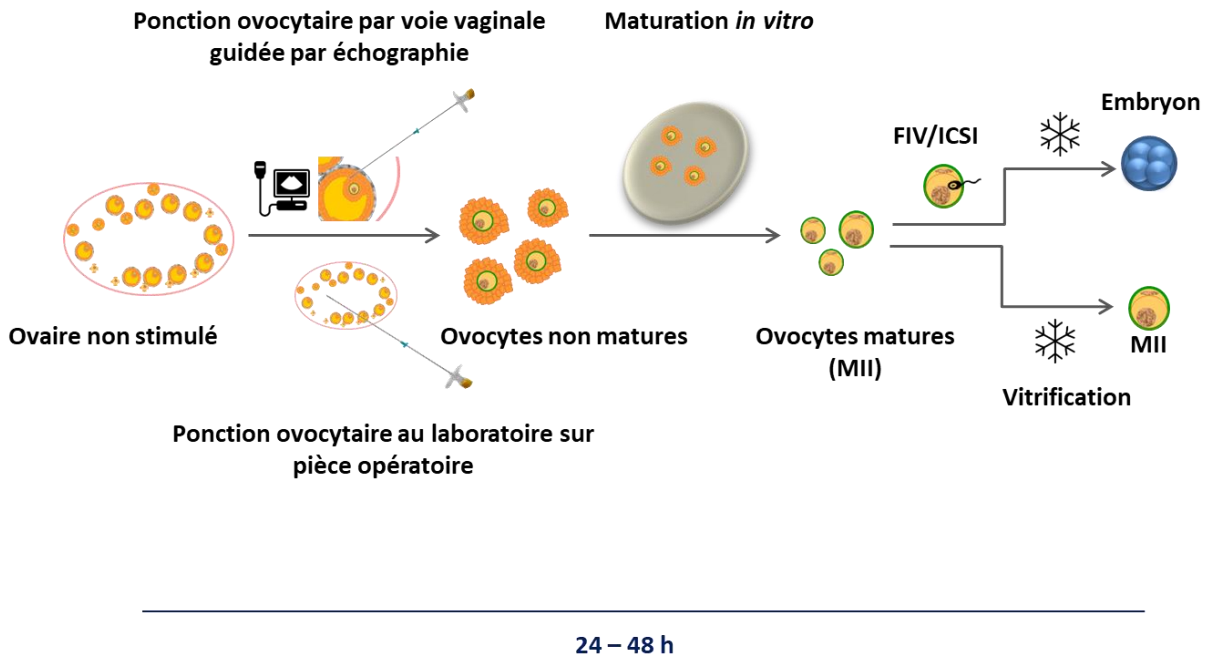 Ponction ovocytaire par voie vaginale
guidée par échographie
Maturation in vitro
Embryon
FIV/ICSI
Ovaire non stimulé
Ovocytes non matures
Ovocytes matures
(MII)
MII
Vitrification
Ponction ovocytaire au laboratoire sur
pièce opératoire
24 – 48 h